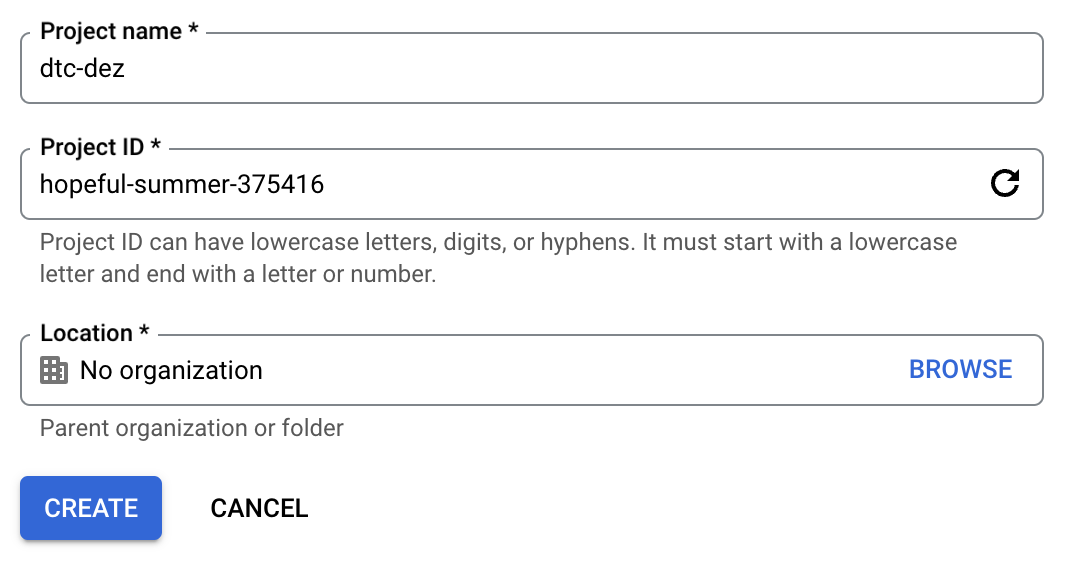 Project name *
dtc-dez
Project ID *
hopeful-summer-375416
Project ID can have lowercase letters, digits, or hyphens. It must start with a lowercase
letter and end with a letter or number.
Location *
No organization
BROWSE
Parent organization or folder
CREATE
CANCEL